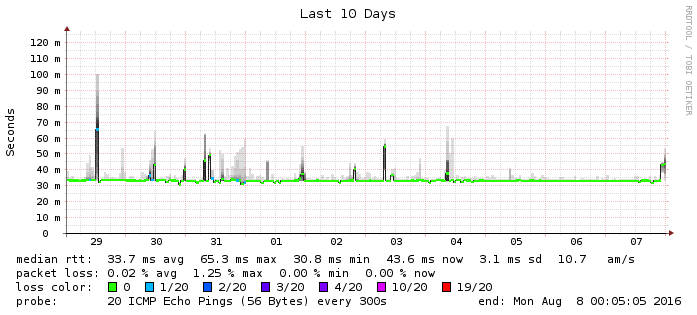 Last 10 Days
RRDTOOL / TOBI OETIKER
Seconds
120 m
110 m
100 m
90 m
80 m
70 m
60 m
50 m
40 m
30 m
20 m
10 m
0
29 30 31 01 02 03 04 05 06 07
median rtt: 33.7 ms avg 65.3 ms max 30.8 ms min 43.6 ms now 3.1 ms sd 10.7 am/s
packet loss: 0.02 % avg 1.25 % max 0.00 % min 0.00 % now
loss color: 0 1/20 2/20 3/20 4/20 10/20 19/20
probe: 20 ICMP Echo Pings (56 Bytes) every 300s end: Mon Aug 8 00:05:05 2016